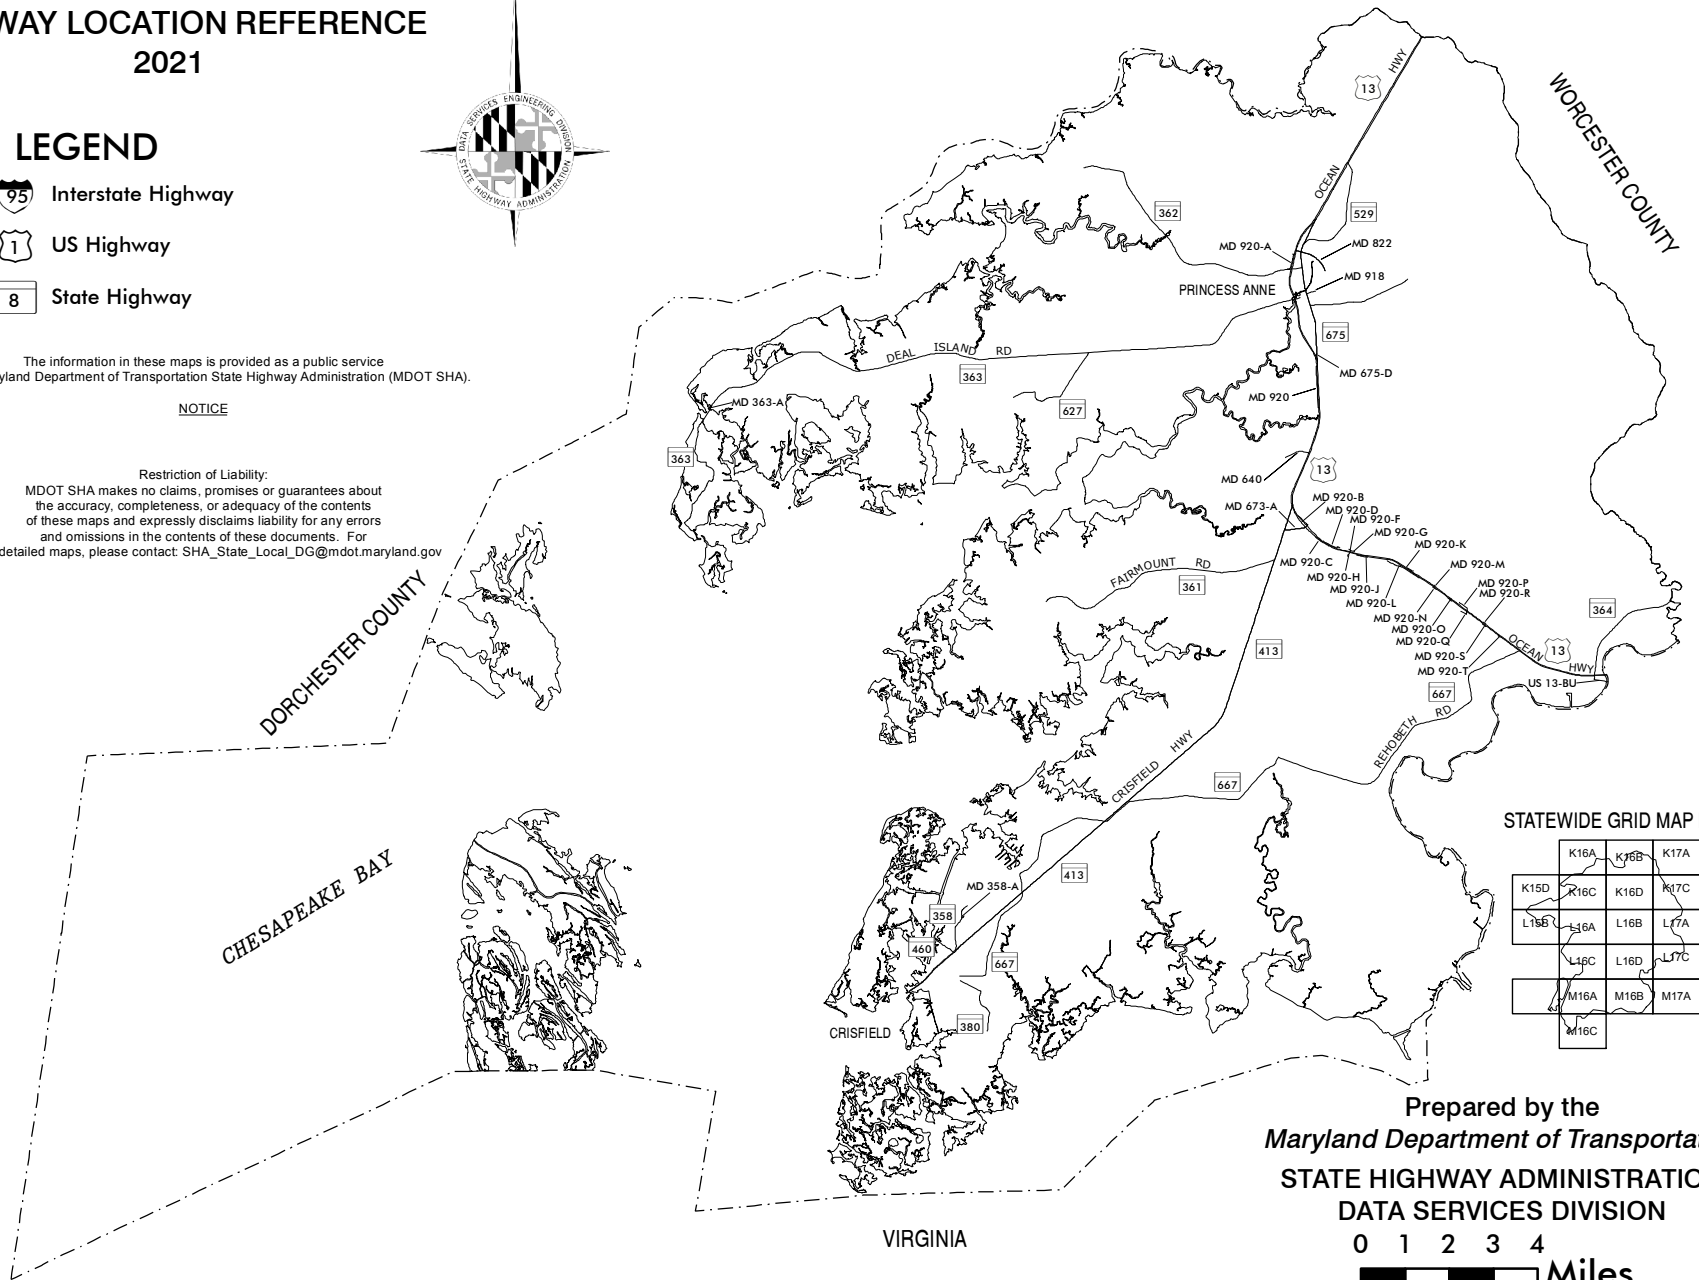 WAY LOCATION REFERENCE
2021
DATA SERVICES ENGINEERING DIVISION
STATE HIGHWAY ADMINISTRATION
LEGEND
95 Interstate Highway
1 US Highway
8 State Highway
The information in these maps is provided as a public service
yland Department of Transportation State Highway Administration (MDOT SHA).
NOTICE
Restriction of Liability:
MDOT SHA makes no claims, promises or guarantees about
the accuracy, completeness, or adequacy of the contents
of these maps and expressly disclaims liability for any errors
and omissions in the contents of these documents. For
detailed maps, please contact: SHA_State_Local_DG@mdot.maryland.gov
DORCHESTER COUNTY
CHESAPEAKE BAY
WORCESTER COUNTY
HWY
13
OCEAN
362
529
MD 920-A
MD 822
MD 918
PRINCESS ANNE
675
DEAL ISLAND RD
363
MD 675-D
MD 363-A
627
MD 920
363
13
MD 640
MD 673-A
MD 920-B
MD 920-D
MD 920-F
MD 920-G
MD 920-K
MD 920-C
FAIRMOUNT RD
361
MD 920-H
MD 920-J
MD 920-L
MD 920-M
MD 920-P
MD 920-R
MD 920-N
MD 920-O
MD 920-Q
364
413
MD 920-S
MD 920-T
OCEAN HWY
13
US 13-BU
667
REHOBETH RD
CRISFIELD HWY
667
413
MD 358-A
358
460
667
380
CRISFIELD
VIRGINIA
STATEWIDE GRID MAP
K16A K16B K17A
K15D K16C K16D K17C
L15B L16A L16B L17A
L16C L16D L17C
M16A M16B M17A
M16C
Prepared by the
Maryland Department of Transportat
STATE HIGHWAY ADMINISTRATIO
DATA SERVICES DIVISION
0 1 2 3 4
Miles